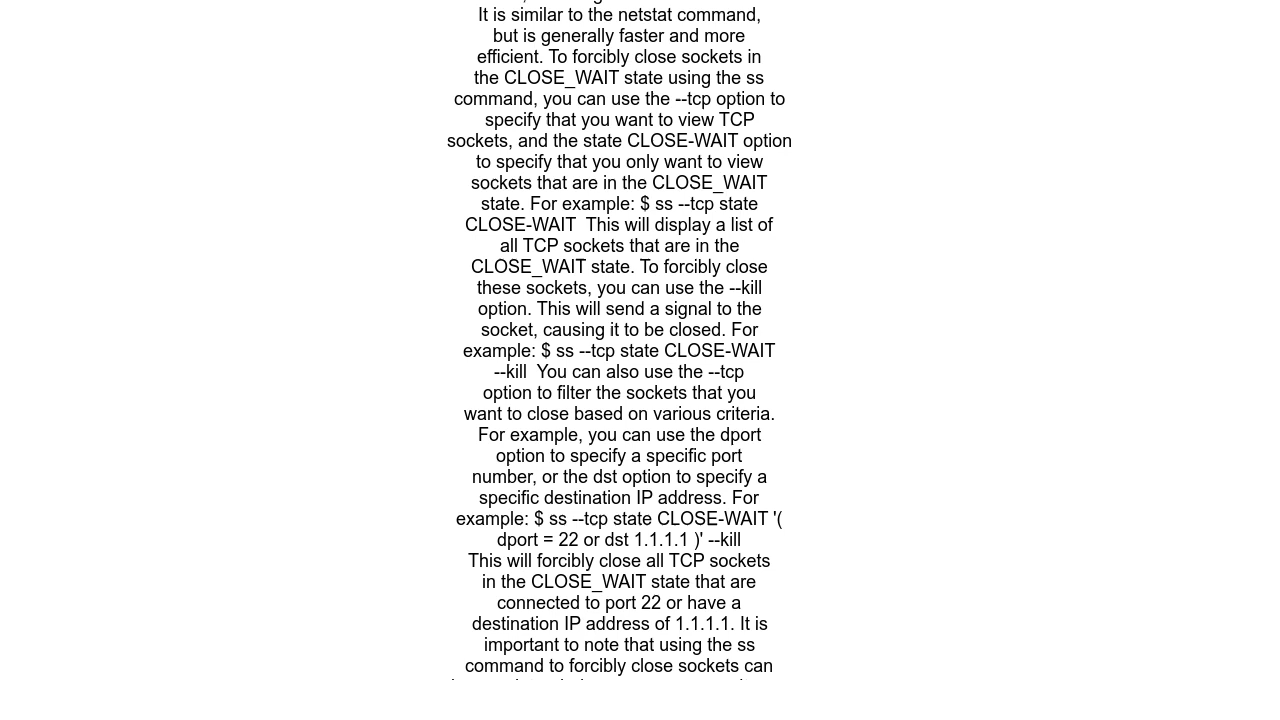 It is similar to the netstat command,
but is generally faster and more
efficient. To forcibly close sockets in
the CLOSE_WAIT state using the ss
command, you can use the --tcp option to
specify that you want to view TCP
sockets, and the state CLOSE-WAIT option
to specify that you only want to view
sockets that are in the CLOSE_WAIT
state. For example: $ ss --tcp state
CLOSE-WAIT  This will display a list of
all TCP sockets that are in the
CLOSE_WAIT state. To forcibly close
these sockets, you can use the --kill
option. This will send a signal to the
socket, causing it to be closed. For
example: $ ss --tcp state CLOSE-WAIT
--kill  You can also use the --tcp
option to filter the sockets that you
want to close based on various criteria.
For example, you can use the dport
option to specify a specific port
number, or the dst option to specify a
specific destination IP address. For
example: $ ss --tcp state CLOSE-WAIT '(
dport = 22 or dst 1.1.1.1 )' --kill
This will forcibly close all TCP sockets
in the CLOSE_WAIT state that are
connected to port 22 or have a
destination IP address of 1.1.1.1. It is
important to note that using the ss
command to forcibly close sockets can